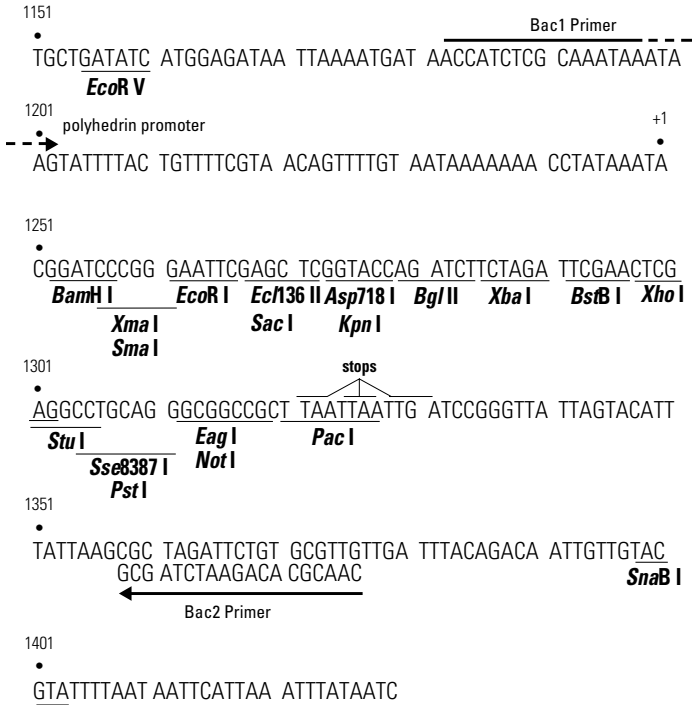 1151
Bac1 Primer
TGCTGATATC ATGGAGATAA TTAAAATGAT AACCATCTCG CAAATAAATA
EcoR V
1201
polyhedrin promoter
+1
AGTATTTTAC TGTTTTCGTA ACAGTTTTGT AATAAAAAAA CCTATAAATA
1251
CGGATCCCGG GAATTCGAGC TCGGTACCAG ATCTTCTAGA TTCGAACTCG
BamH I EcoR I Ecl136 II Asp718 I Bgl II Xba I BstB I Xho I
Xma I Sac I Kpn I
Sma I
1301
stops
AGGCCTGCAG GGCGGCCGCT TAATTAATTG ATCCGGGTTA TTAGTACATT
Stu I Eag I Pac I
Sse8387 I Not I
Pst I
1351
TATTAAGCGC TAGATTCTGT GCGTTGTTGA TTTACAGACA ATTGTTGTAC
GCG ATCTAAGACA CGCAAC
SnaB I
Bac2 Primer
1401
GTATTTTAAT AATTCATTAA ATTTATAATC